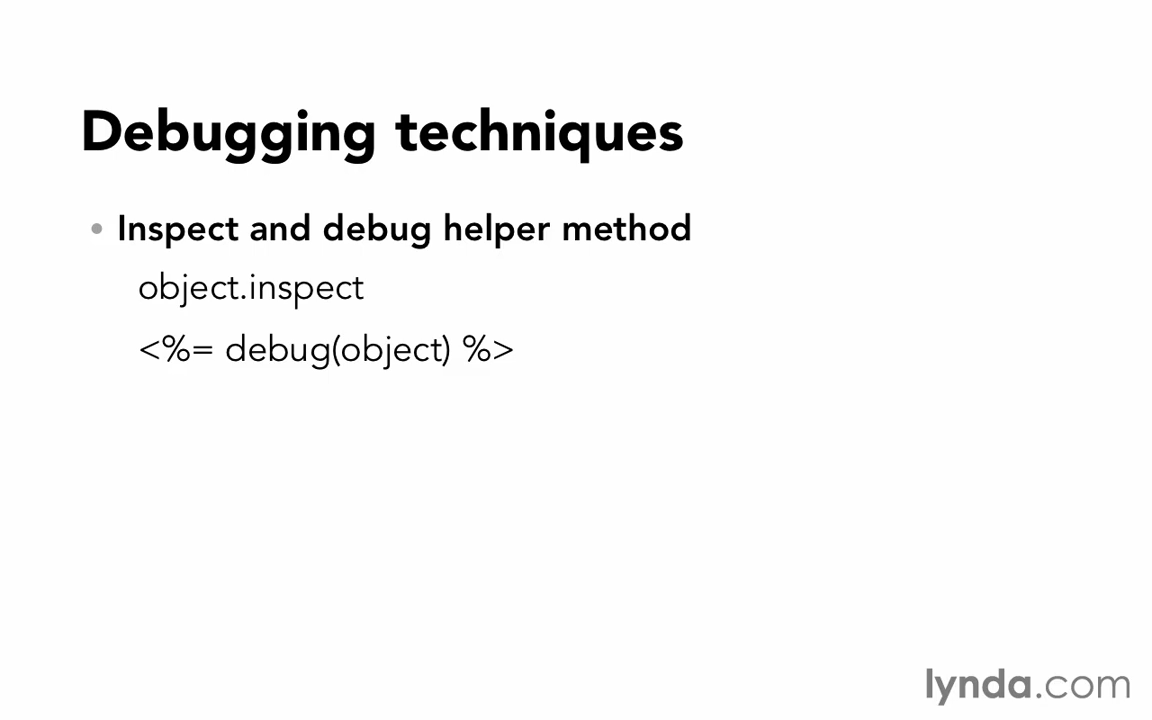 Debugging techniques
• Inspect and debug helper method
object.inspect
<%= debug(object) %>
lynda.com